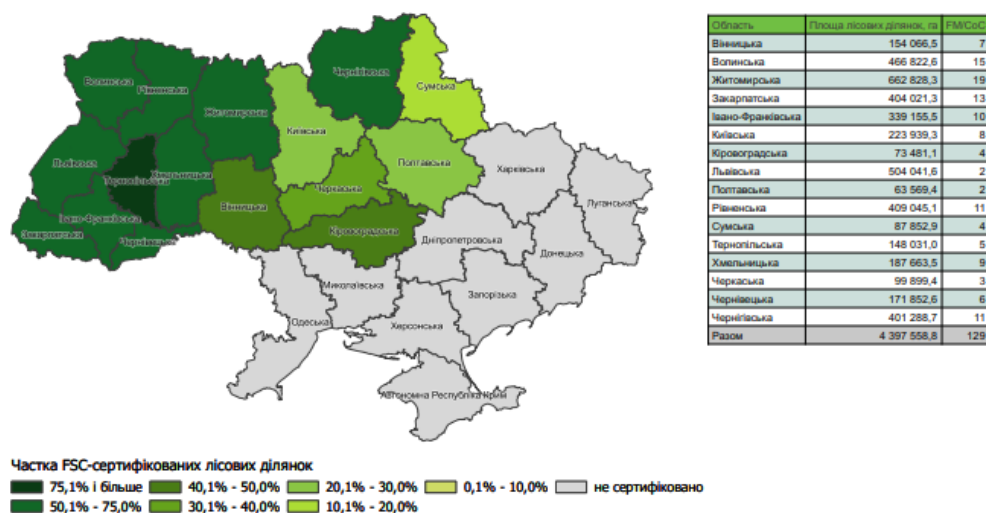 Волинська
Рівненська
Житомирська
Чернігівська
Сумська
Київська
Львівська
Тернопільська
Хмельницька
Полтавська
Харківська
Черкаська
Луганська
Вінницька
Івано-Франківська
Закарпатська
Чернівецька
Кіровоградська
Дніпропетровська
Донецька
Миколаївська
Запорізька
Одеська
Херсонська
Автономна Республіка Крим
Область Площа лісових ділянок, га FM/CoC
Вінницька 154 066,5 7
Волинська 466 822,6 15
Житомирська 662 828,3 19
Закарпатська 404 021,3 13
Івано-Франківська 339 155,5 10
Київська 223 939,3 8
Кіровоградська 73 481,1 4
Львівська 504 041,6 2
Полтавська 63 569,4 2
Рівненська 409 045,1 11
Сумська 87 852,9 4
Тернопільська 148 031,0 5
Хмельницька 187 663,5 9
Черкаська 99 899,4 3
Чернівецька 171 852,6 6
Чернігівська 401 288,7 11
Разом 4 397 558,8 129
Частка FSC-сертифікованих лісових ділянок
75,1% і більше 40,1% - 50,0% 20,1% - 30,0% 0,1% - 10,0% не сертифіковано
50,1% - 75,0% 30,1% - 40,0% 10,1% - 20,0%